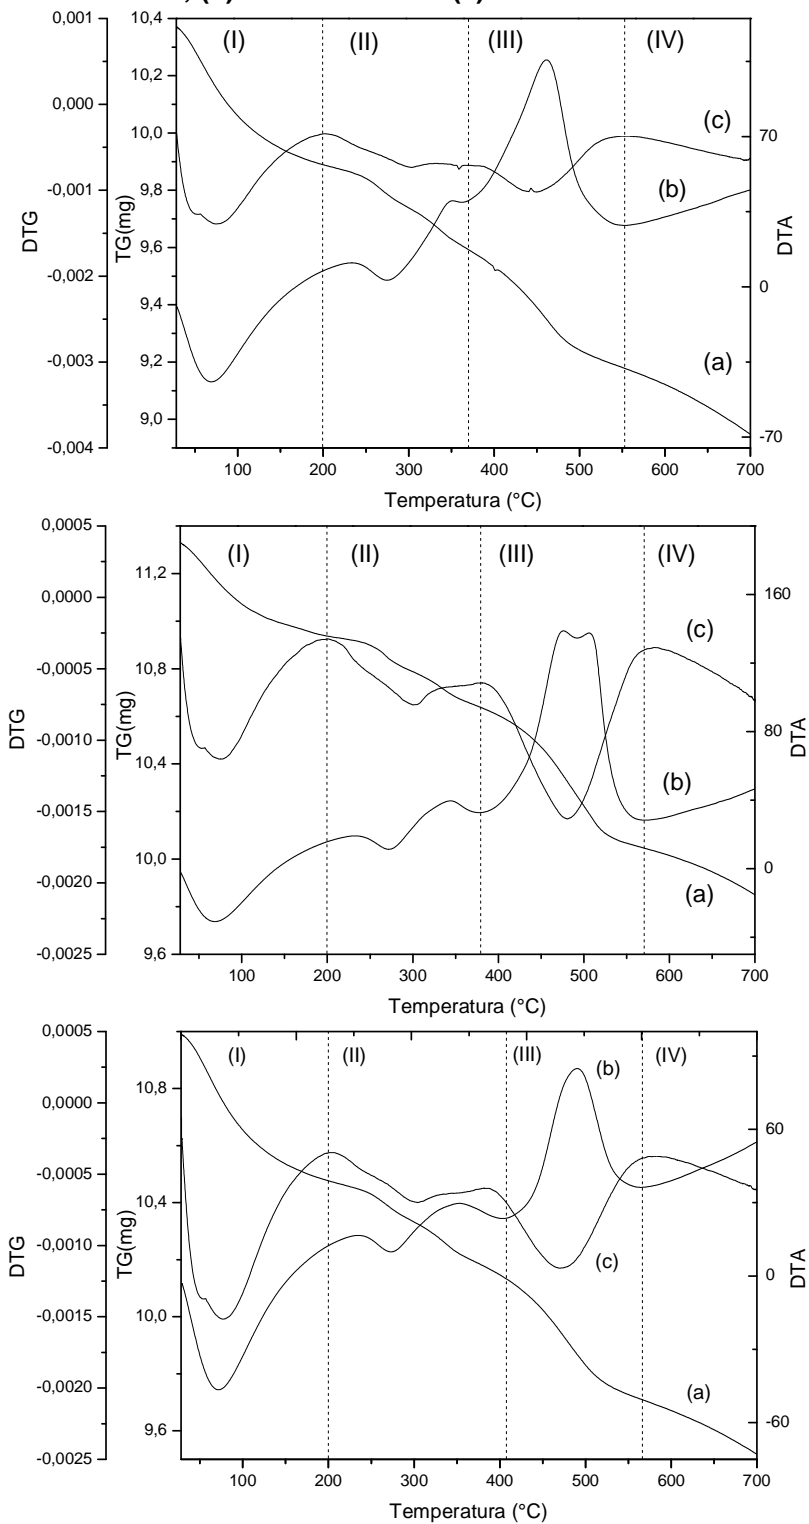 (I) (II) (III) (IV)
0,001 0,000 -0,001 -0,002 -0,003 -0,004
DTG
10,4 10,2 10,0 9,8 9,6 9,4 9,2 9,0
TG(mg)
(c)
(b)
(a)
70 0 -70
DTA
100 200 300 400 500 600 700
Temperatura (°C)
(I) (II) (III) (IV)
0,0005 0,0000 -0,0005 -0,0010 -0,0015 -0,0020 -0,0025
DTG
11,2 10,8 10,4 10,0 9,6
TG(mg)
(c)
(b)
(a)
160 80 0
DTA
100 200 300 400 500 600 700
Temperatura (°C)
(I) (II) (III) (IV)
0,0005 0,0000 -0,0005 -0,0010 -0,0015 -0,0020 -0,0025
DTG
10,8 10,4 10,0 9,6
TG(mg)
(b)
(c)
(a)
60 0 -60
DTA
100 200 300 400 500 600 700
Temperatura (°C)